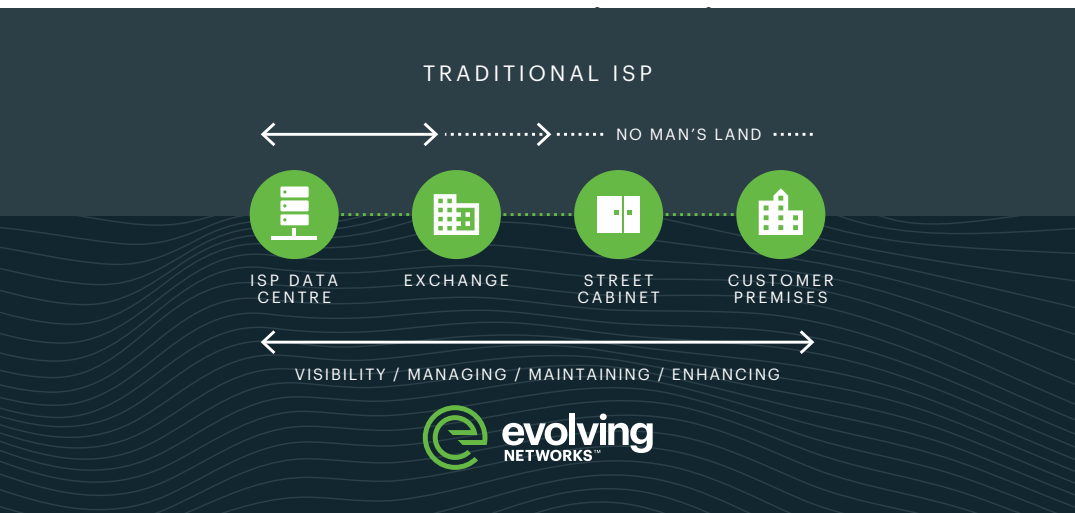 TRADITIONAL ISP
NO MAN'S LAND
ISP DATA
CENTRE
EXCHANGE
STREET
CABINET
CUSTOMER
PREMISES
VISIBILITY / MANAGING / MAINTAINING / ENHANCING
evolving
NETWORKS™